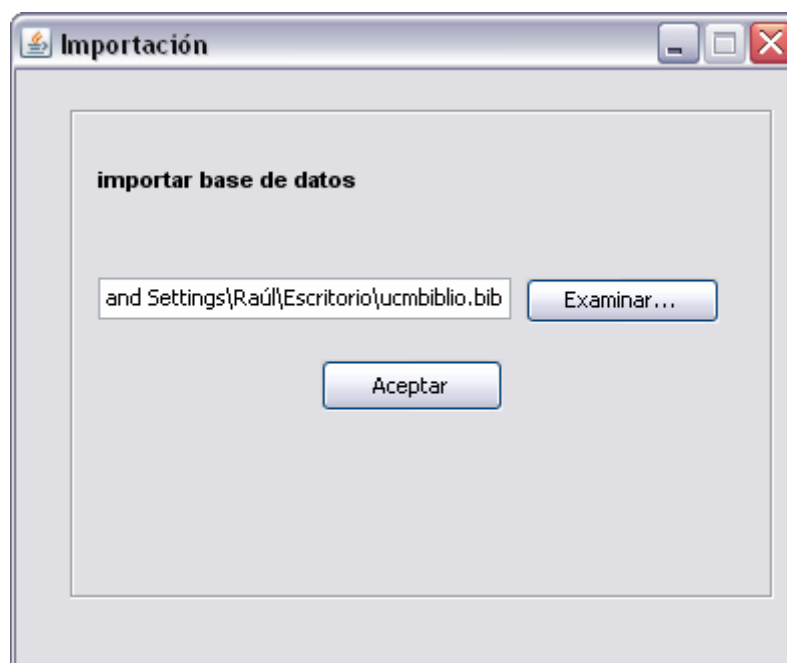 Importación
importar base de datos
and Settings\Raúl\Escritorio\ucmbiblio.bib
Examinar...
Aceptar